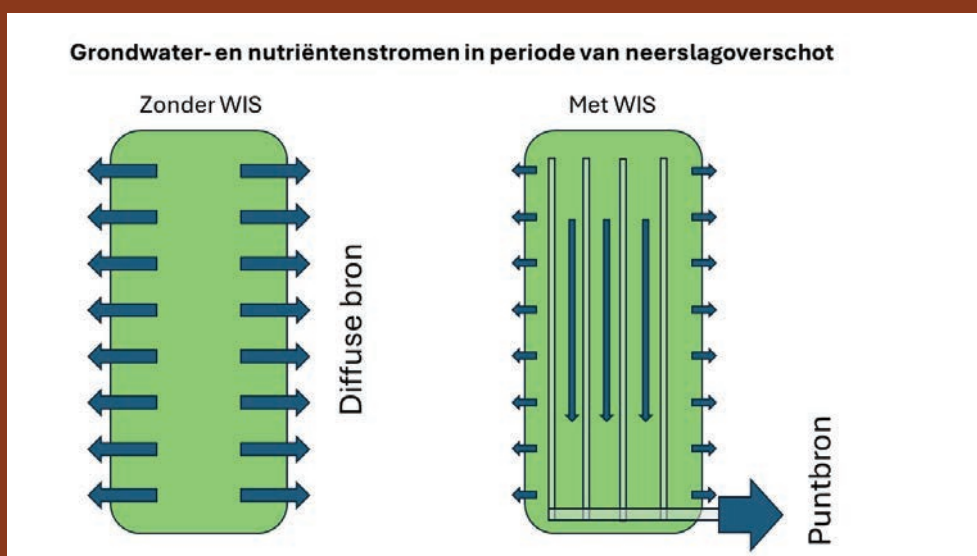 Grondwater- en nutriëntenstromen in periode van neerslagoverschot
Zonder WIS
Met WIS
Diffuse bron
Puntbron